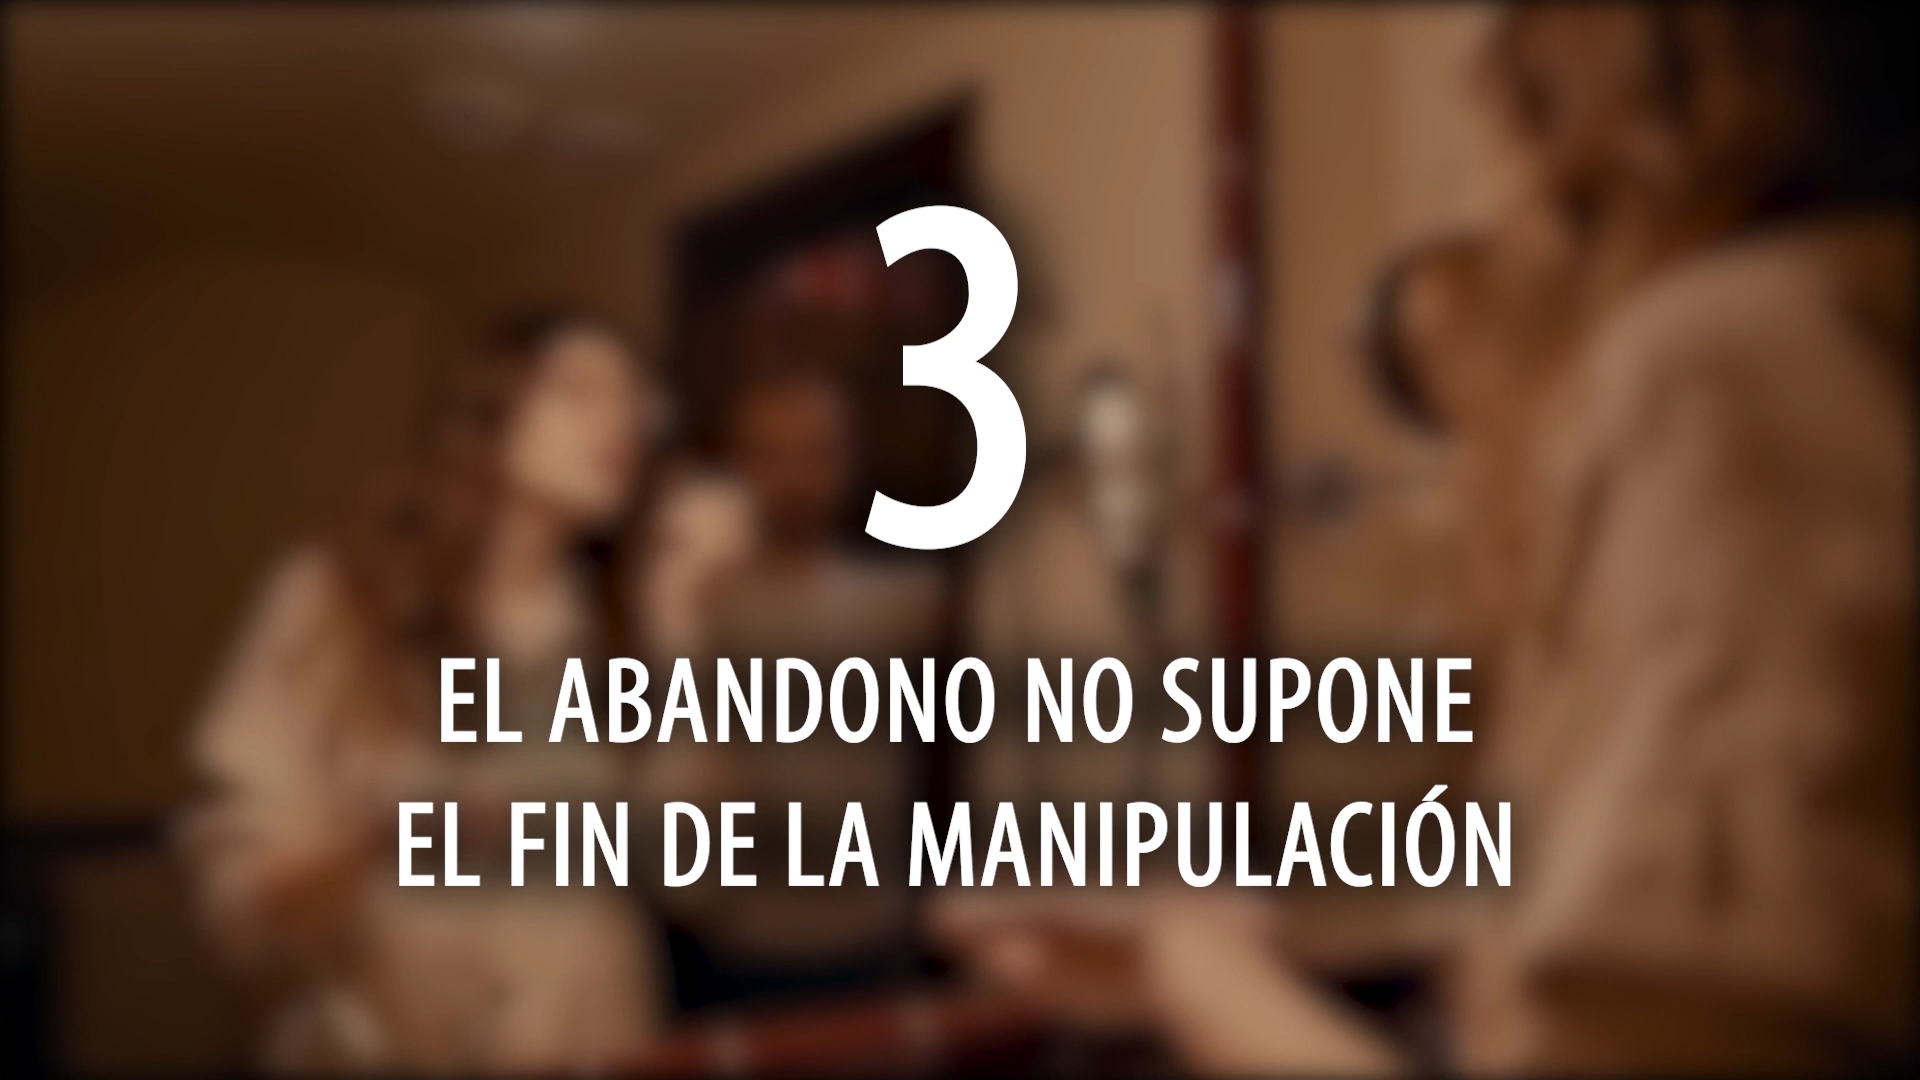 3
EL ABANDONO NO SUPONE
EL FIN DE LA MANIPULACIÓN